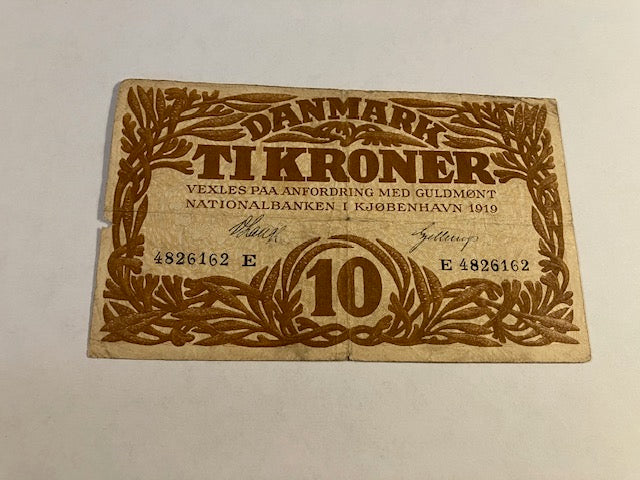 DANMARK
TI KRONER
VEXLES PAA ANFORDRING MED GULDMØNT
NATIONALBANKEN I KJØBENHAVN 1919
4826162 E
E 4826162
10